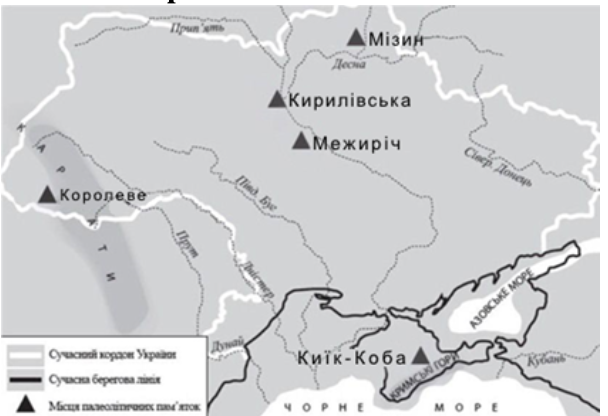 Прип'ять
Мізин
Десна
Кирилівська
Межиріч
Сівер. Донець
КАРПАТИ
Королеве
Півд. Буг
Прут
Дністер
АЗОВСЬКЕ МОРЕ
Дунай
Київ-Коба
КРИМСЬКІ ГОРИ
Кубань
ЧОРНЕ МОРЕ
Сучасний кордон України
Сучасна берегова лінія
Місця палеолітичних пам'яток